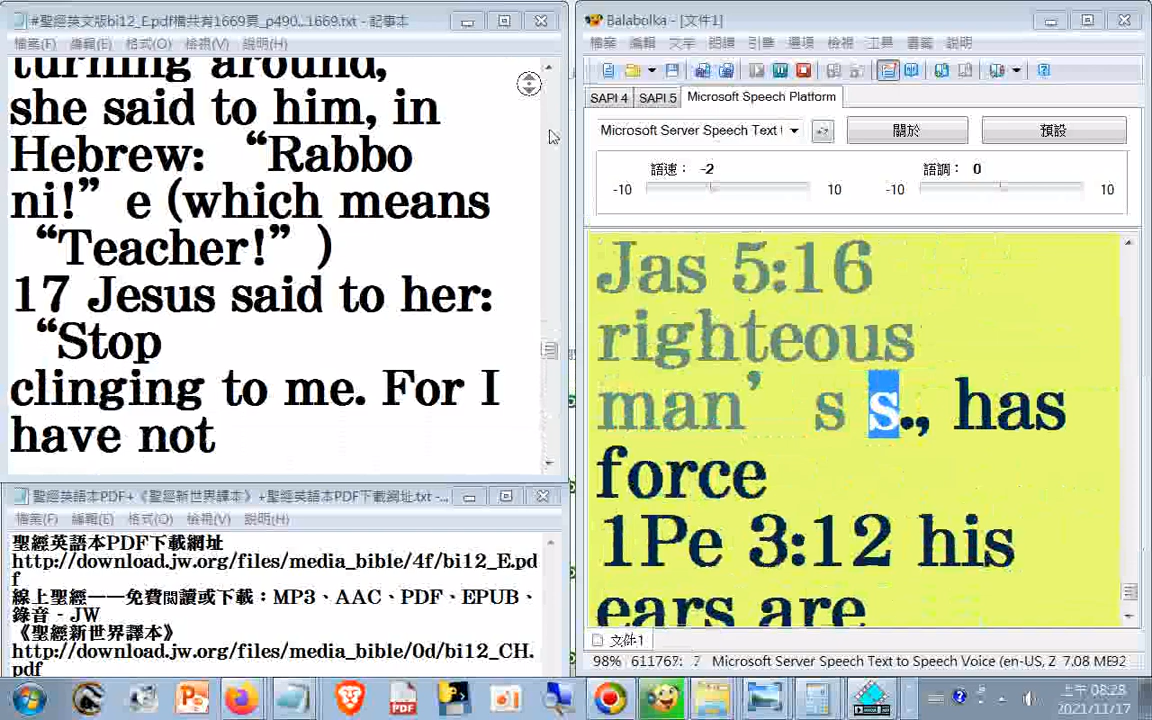 #聖經英文版bi12_E.pdf檔共有1669頁_p490...1669.txt - 記事本
檔案(F) 編輯(E) 格式(O) 檢視(V) 說明(H)
turning around,
she said to him, in
Hebrew: “Rabbo
ni!” e (which means
“Teacher!” )
17 Jesus said to her:
“Stop
clinging to me. For I
have not
聖經英語本PDF+《聖經新世界譯本》+聖經英語本PDF下載網址.txt - ...
檔案(F) 編輯(E) 格式(O) 檢視(V) 說明(H)
聖經英語本PDF下載網址
http://download.jw.org/files/media_bible/4f/bi12_E.pd
f
線上聖經——免費閱讀或下載：MP3、AAC、PDF、EPUB、
錄音 - JW
《聖經新世界譯本》
http://download.jw.org/files/media_bible/0d/bi12_CH.
pdf
Balabolka - [文件1]
檔案 編輯 文字 朗讀 引擎 選項 檢視 工具 書籤 說明
SAPI 4 SAPI 5 Microsoft Speech Platform
Microsoft Server Speech Text
關於 預設
語速： -2 語調： 0
-10 10 -10 10
Jas 5:16
righteous
man’ s s., has
force
1Pe 3:12 his
ears are
文件1
98% 611767: 7 Microsoft Server Speech Text to Speech Voice (en-US, Z 7.08 ME92
PDF
上午 08:28
2021/11/17